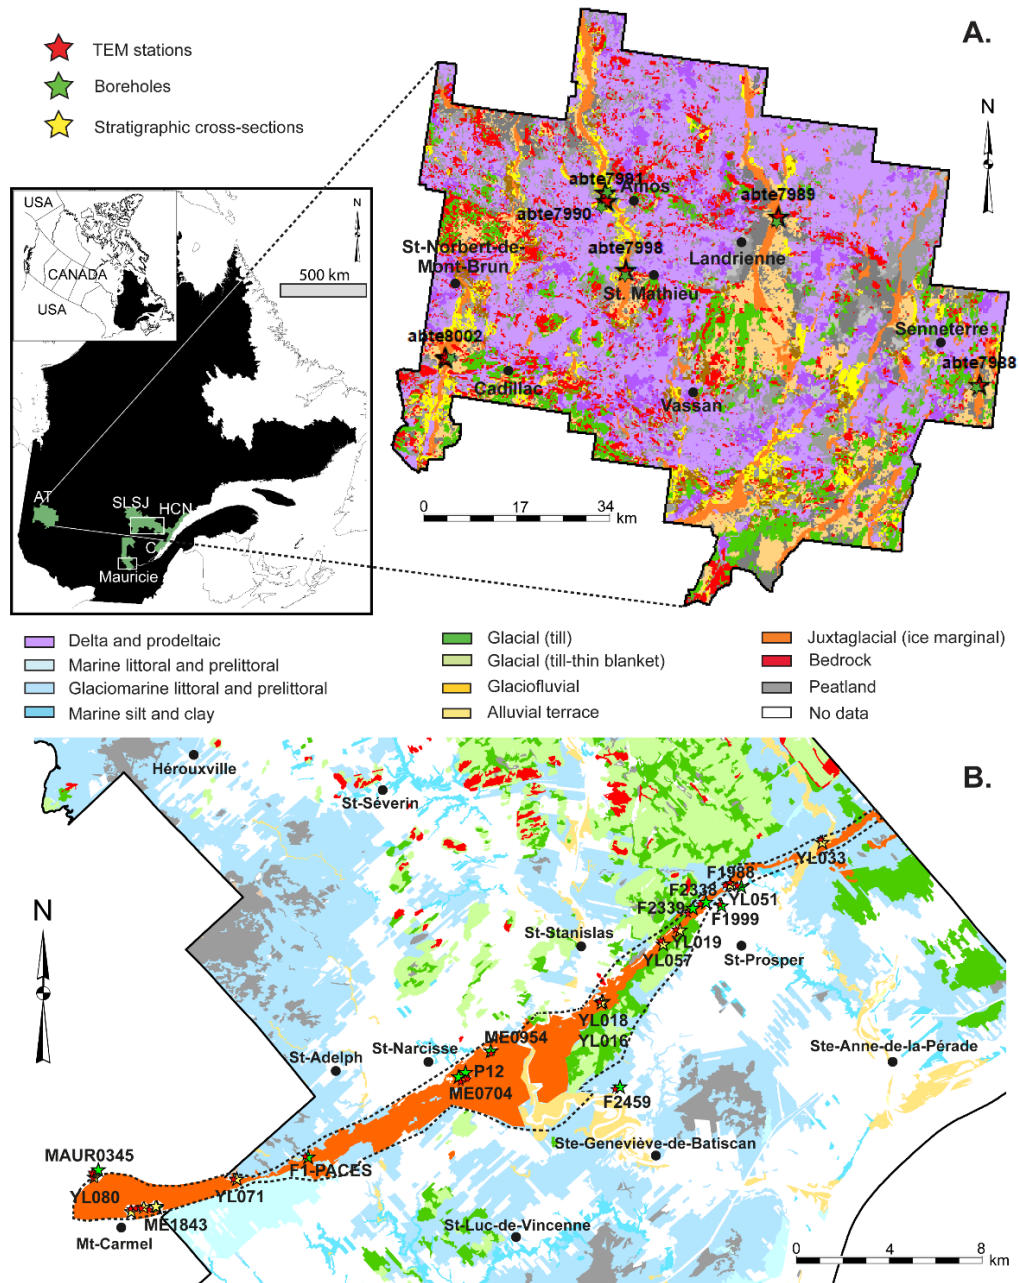 TEM stations
Boreholes
Stratigraphic cross-sections
A.
N
abte7991
Amos
abte7990
abte7989
St-Norbert-de-
Mont-Brun
abte7998
Landrienne
St. Mathieu
abte8002
Senneterre
abte7988
Cadillac
Vassan
0 17 34
km
USA
CANADA
USA
N
500 km
AT
SLSJ
HCN
C
Mauricie
Delta and prodeltaic
Marine littoral and prelittoral
Glaciomarine littoral and prelittoral
Marine silt and clay
Glacial (till)
Glacial (till-thin blanket)
Glaciofluvial
Alluvial terrace
Juxtaglacial (ice marginal)
Bedrock
Peatland
No data
B.
Hérouxville
St-Séverin
YL033
F1988
F2338
YL051
F2339
F1999
St-Stanislas
YL019
YL057
St-Prosper
N
YL018
YL016
ME0954
St-Narcisse
St-Adelph
Ste-Anne-de-la-Pérade
P12
ME0704
F2459
Ste-Geneviève-de-Batiscan
MAUR0345
F1-PACES
YL080
YL071
ME1843
Mt-Carmel
St-Luc-de-Vincenne
0 4 8
km